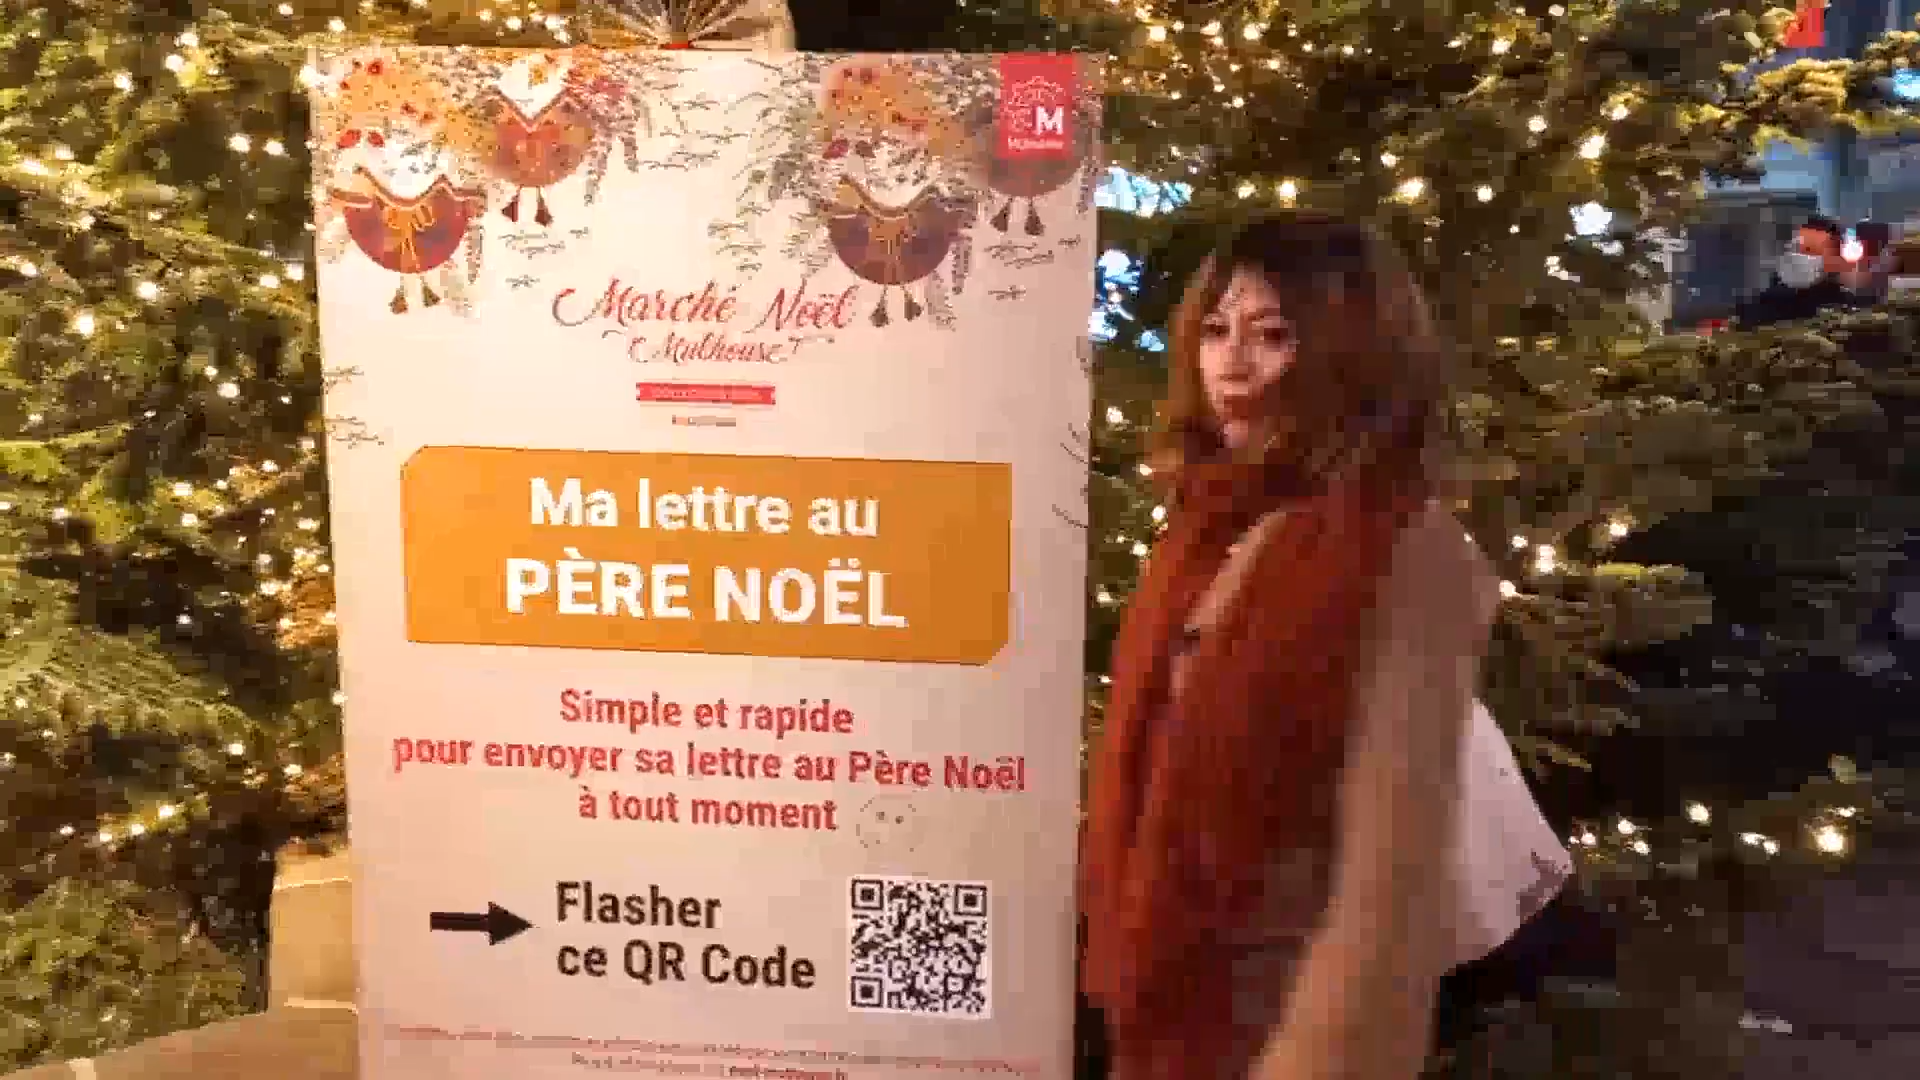 M
Marché Noël
Mulhouse
Ma lettre au
PÈRE NOËL
Simple et rapide
pour envoyer sa lettre au Père Noël
à tout moment
Flasher
ce QR Code